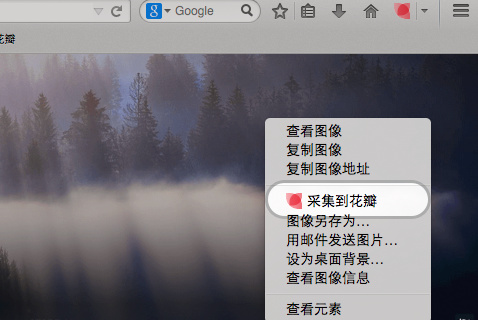 Google
花瓣
查看图像
复制图像
复制图像地址
采集到花瓣
图像另存为…
用邮件发送图片…
设为桌面背景…
查看图像信息
查看元素